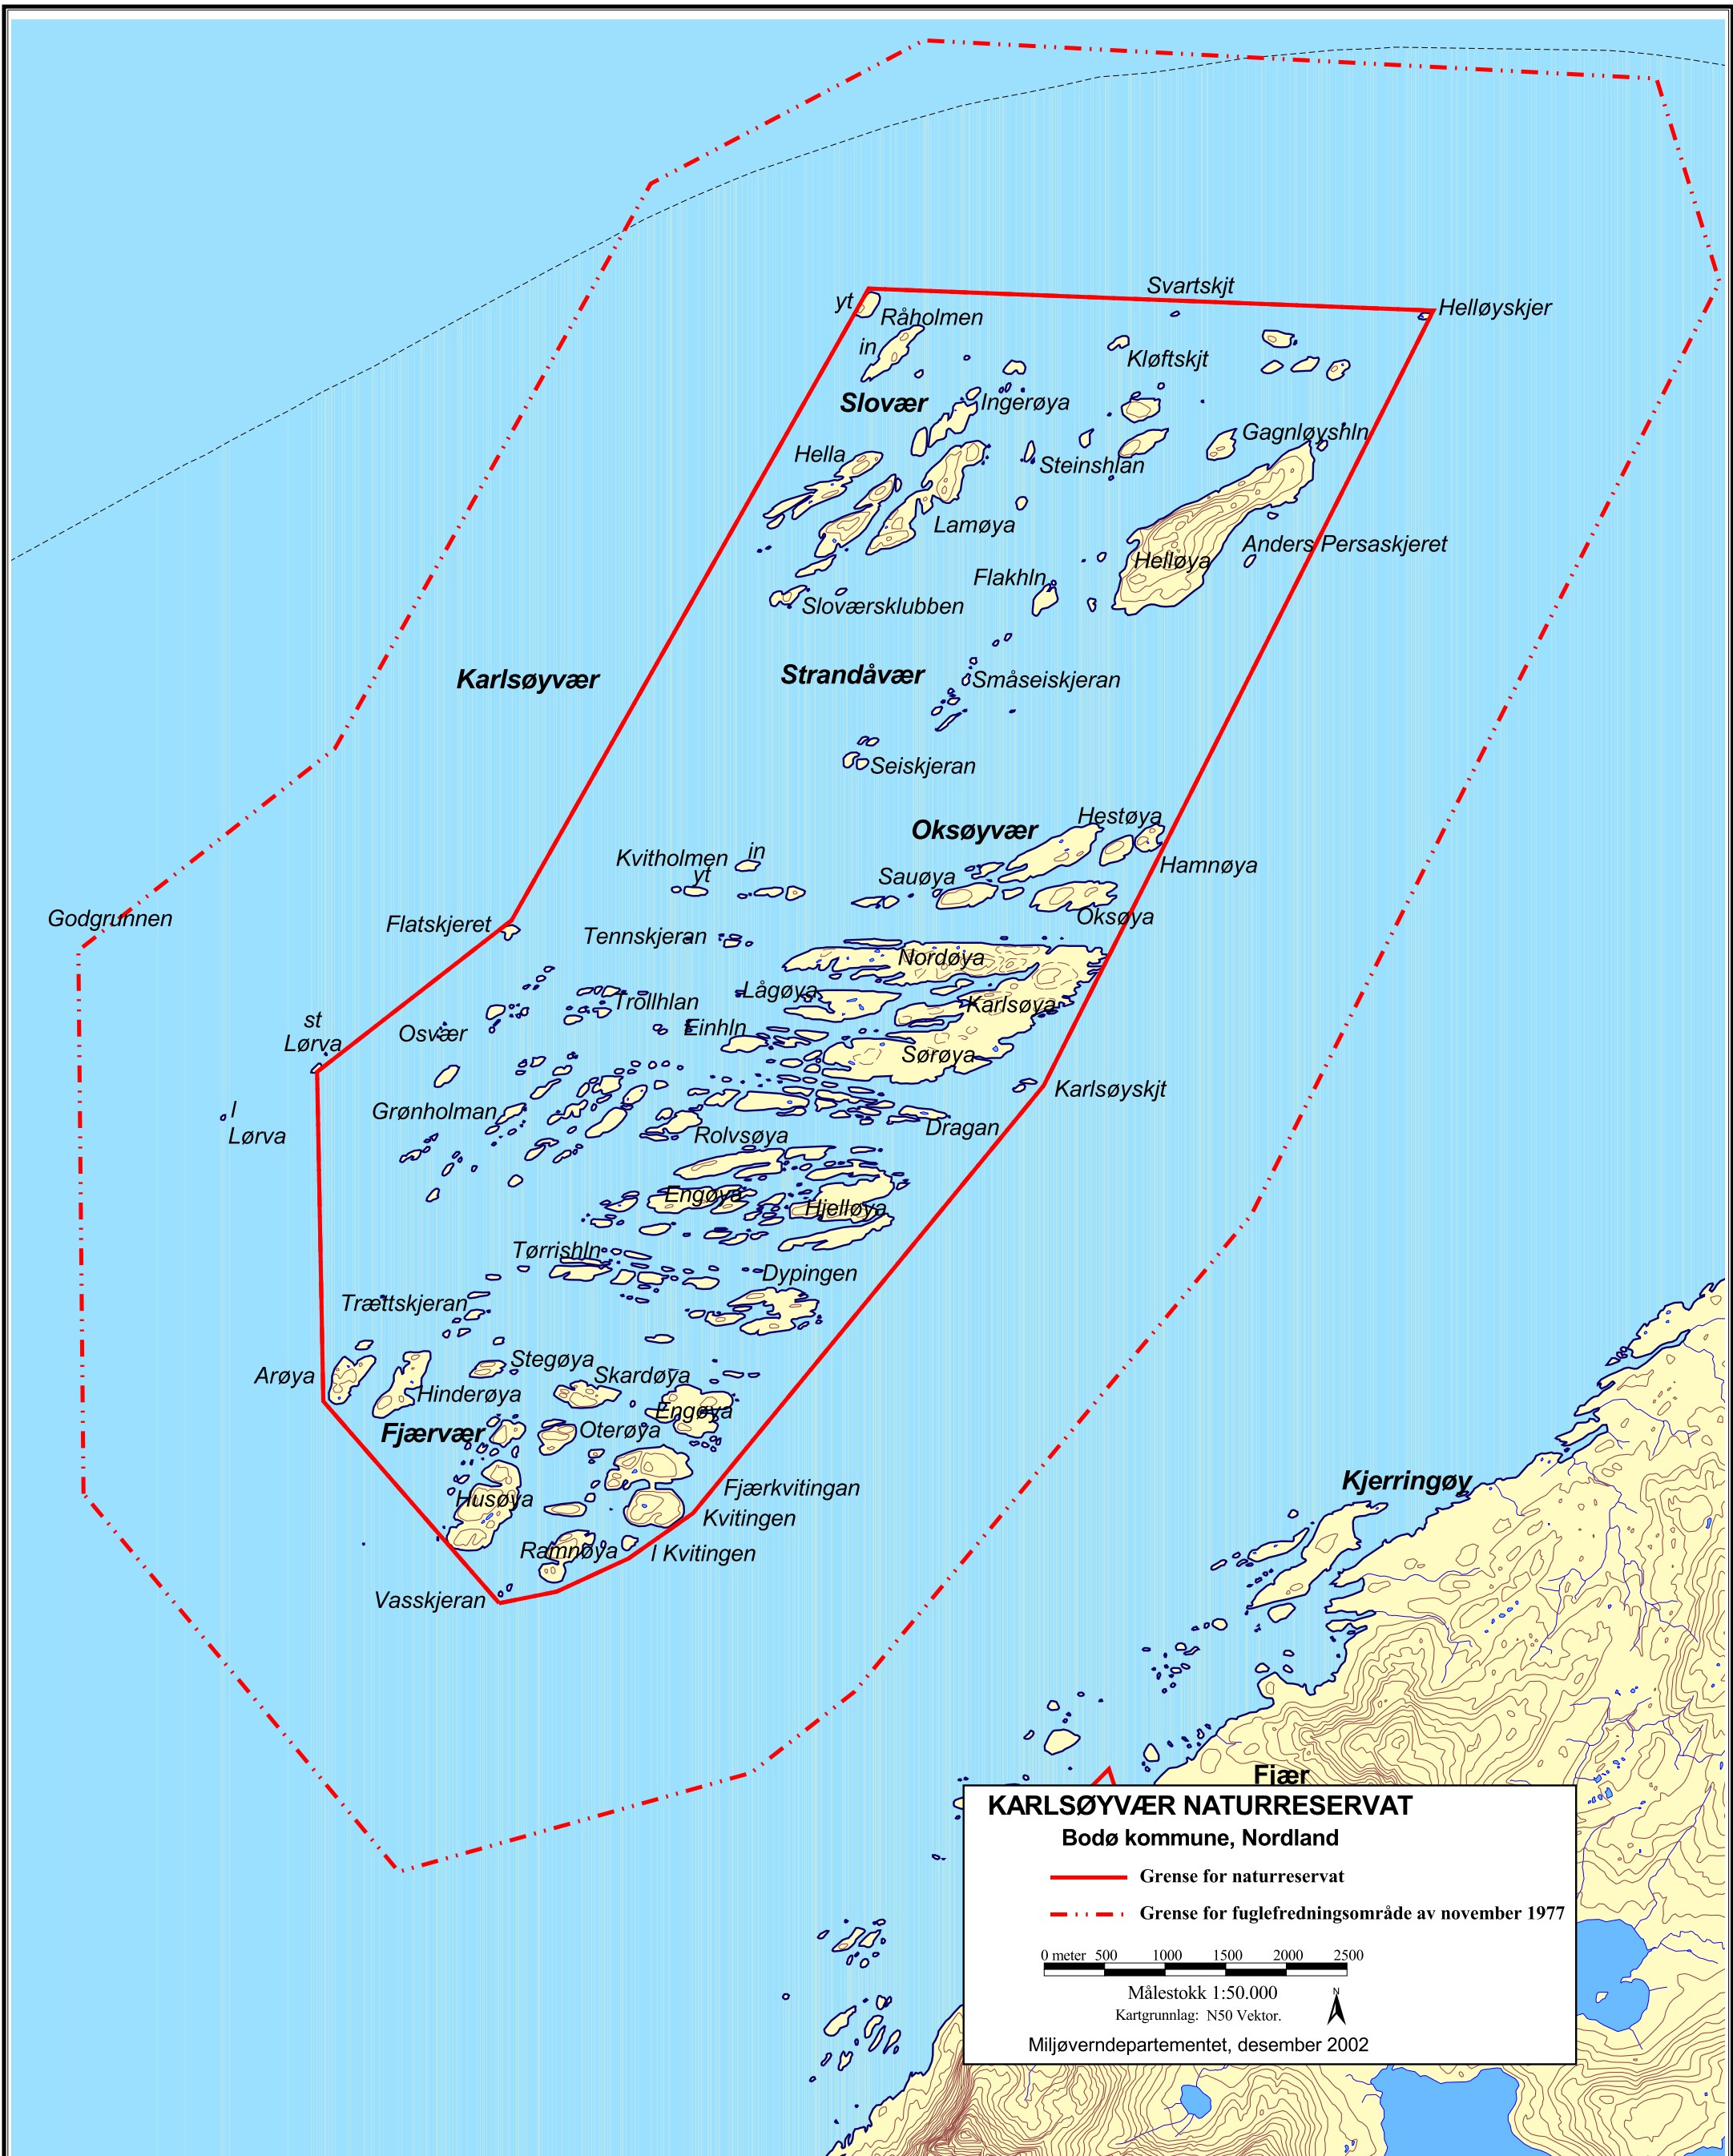 Svartskjt
yt
Helløyskjer
Råholmen
in
Kløftskjt
Slovær
Ingerøya
Gagnløyshln
Hella
Steinshlan
Lamøya
Anders Persaskjeret
Helløya
Flakhln
Sloværsklubben
Karlsøyvær
Strandåvær
Småseiskjeran
Seiskjeran
Hestøya
Oksøyvær
Kvitholmen
in
yt
Hamnøya
Sauøya
Godgrunnen
Flatskjeret
Oksøya
Tennskjeran
Nordøya
Lågøya
Trollhlan
Karlsøya
st
Lørva
Osvær
Einhln
Sørøya
Karlsøyskjt
l
Lørva
Grønholman
Dragan
Rolvsøya
Engøya
Hjelløya
Tørrishln
Dypingen
Trættskjeran
Stegøya
Arøya
Skardøya
Hinderøya
Engøya
Fjærvær
Oterøya
Kjerringøy
Fjærkvitingan
Husøya
Kvitingen
Ramnøya
l Kvitingen
Vasskjeran
Fjær
KARLSØYVÆR NATURRESERVAT
Bodø kommune, Nordland
Grense for naturreservat
Grense for fuglefredningsområde av november 1977
0 meter 500 1000 1500 2000 2500
Målestokk 1:50.000
N
Kartgrunnlag: N50 Vektor.
Miljøverndepartementet, desember 2002